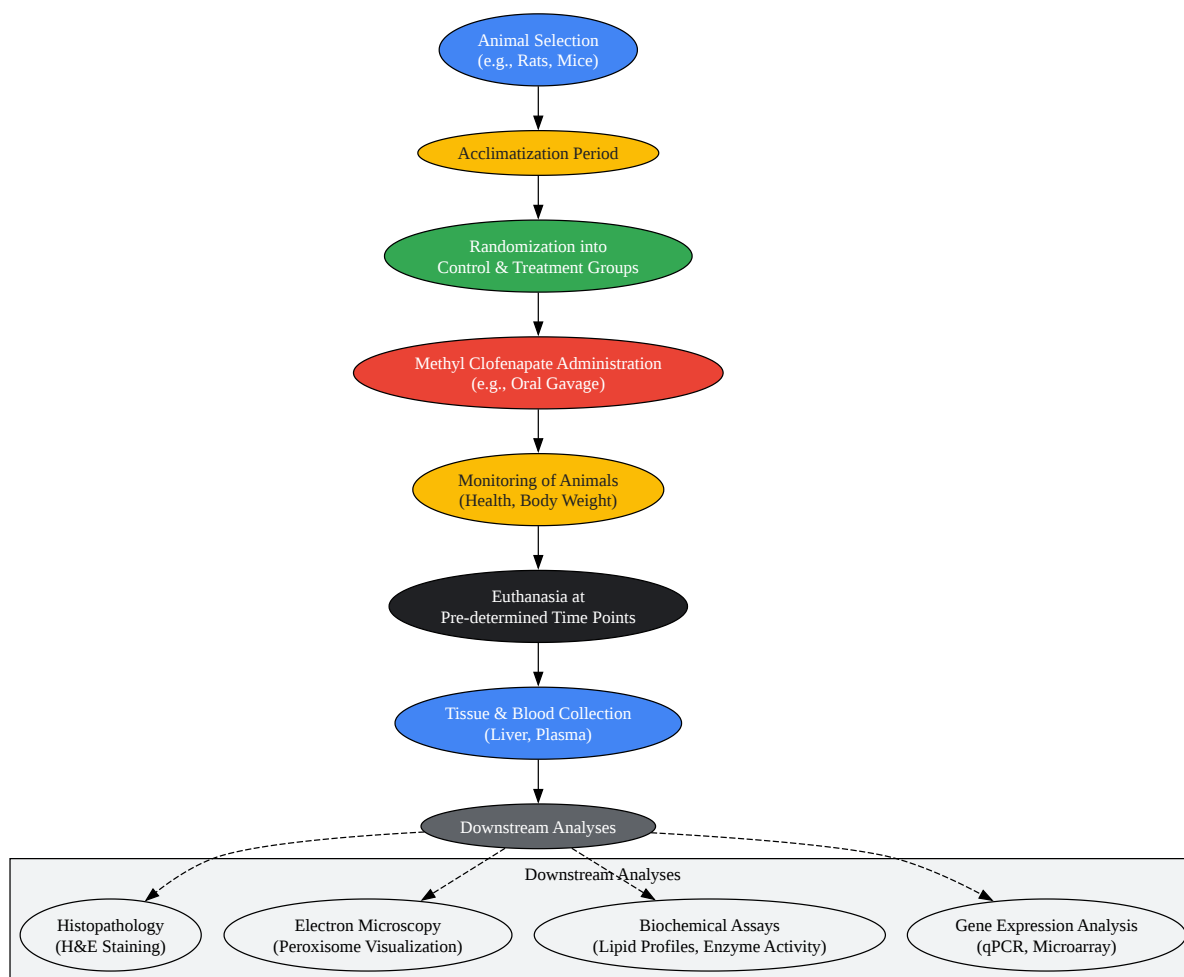 Animal Selection
(e.g., Rats, Mice)
Acclimatization Period
Randomization into
Control & Treatment Groups
Methyl Clofenapate Administration
(e.g., Oral Gavage)
Monitoring of Animals
(Health, Body Weight)
Euthanasia at
Pre-determined Time Points
Tissue & Blood Collection
(Liver, Plasma)
Downstream Analyses
Downstream Analyses
Histopathology
(H&E Staining)
Electron Microscopy
(Peroxisome Visualization)
Biochemical Assays
(Lipid Profiles, Enzyme Activity)
Gene Expression Analysis
(qPCR, Microarray)